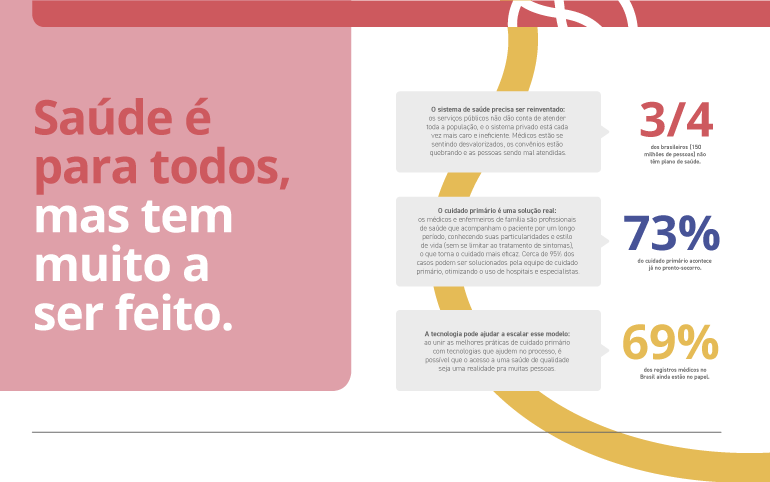 Saúde é
para todos,
mas tem
muito a
ser feito.
O sistema de saúde precisa ser reinventado:
os serviços públicos não dão conta de atender
toda a população, e o sistema privado está cada
vez mais caro e ineficiente. Médicos estão se
sentindo desvalorizados, os convênios estão
quebrando e as pessoas sendo mal atendidas.
3/4
dos brasileiros (150
milhões de pessoas) não
têm plano de saúde.
O cuidado primário é uma solução real:
os médicos e enfermeiros de família são profissionais
de saúde que acompanham o paciente por um longo
período, conhecendo suas particularidades e estilo
de vida (sem se limitar ao tratamento de sintomas),
o que torna o cuidado mais eficaz. Cerca de 95% dos
casos podem ser solucionados pela equipe de cuidado
primário, otimizando o uso de hospitais e especialistas.
73%
do cuidado primário acontece
já no pronto-socorro.
A tecnologia pode ajudar a escalar esse modelo:
ao unir as melhores práticas de cuidado primário
com tecnologias que ajudem no processo, é
possível que o acesso a uma saúde de qualidade
seja uma realidade pra muitas pessoas.
69%
dos registros médicos no
Brasil ainda estão no papel.